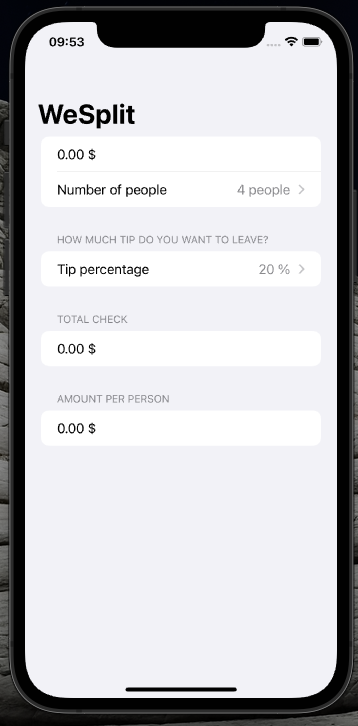 09:53
WeSplit
0.00 $
Number of people 4 people
HOW MUCH TIP DO YOU WANT TO LEAVE?
Tip percentage 20 %
TOTAL CHECK
0.00 $
AMOUNT PER PERSON
0.00 $